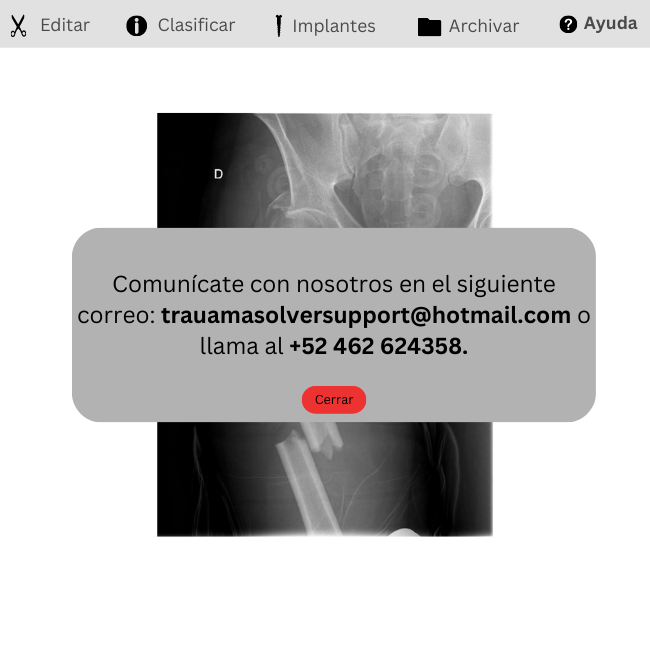 Editar Clasificar Implantes Archivar Ayuda
D
Comunícate con nosotros en el siguiente
correo: trauamasolversupport@hotmail.com o
llama al +52 462 624358.
Cerrar